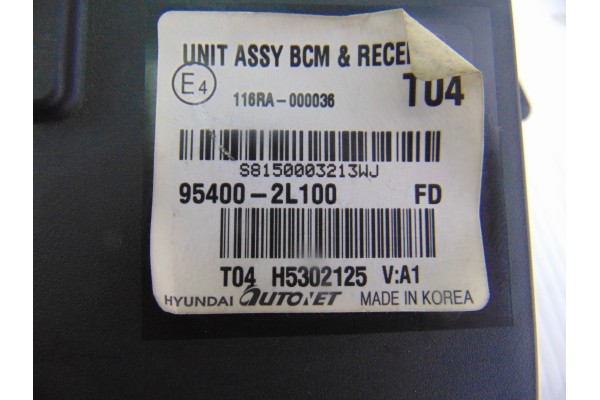 UNIT ASSY BCM & RECEI
E4
116RA-000036
T04
S8150003213WJ
95400-2L100 FD
T04 H5302125 V:A1
HYUNDAI AUTONET MADE IN KOREA